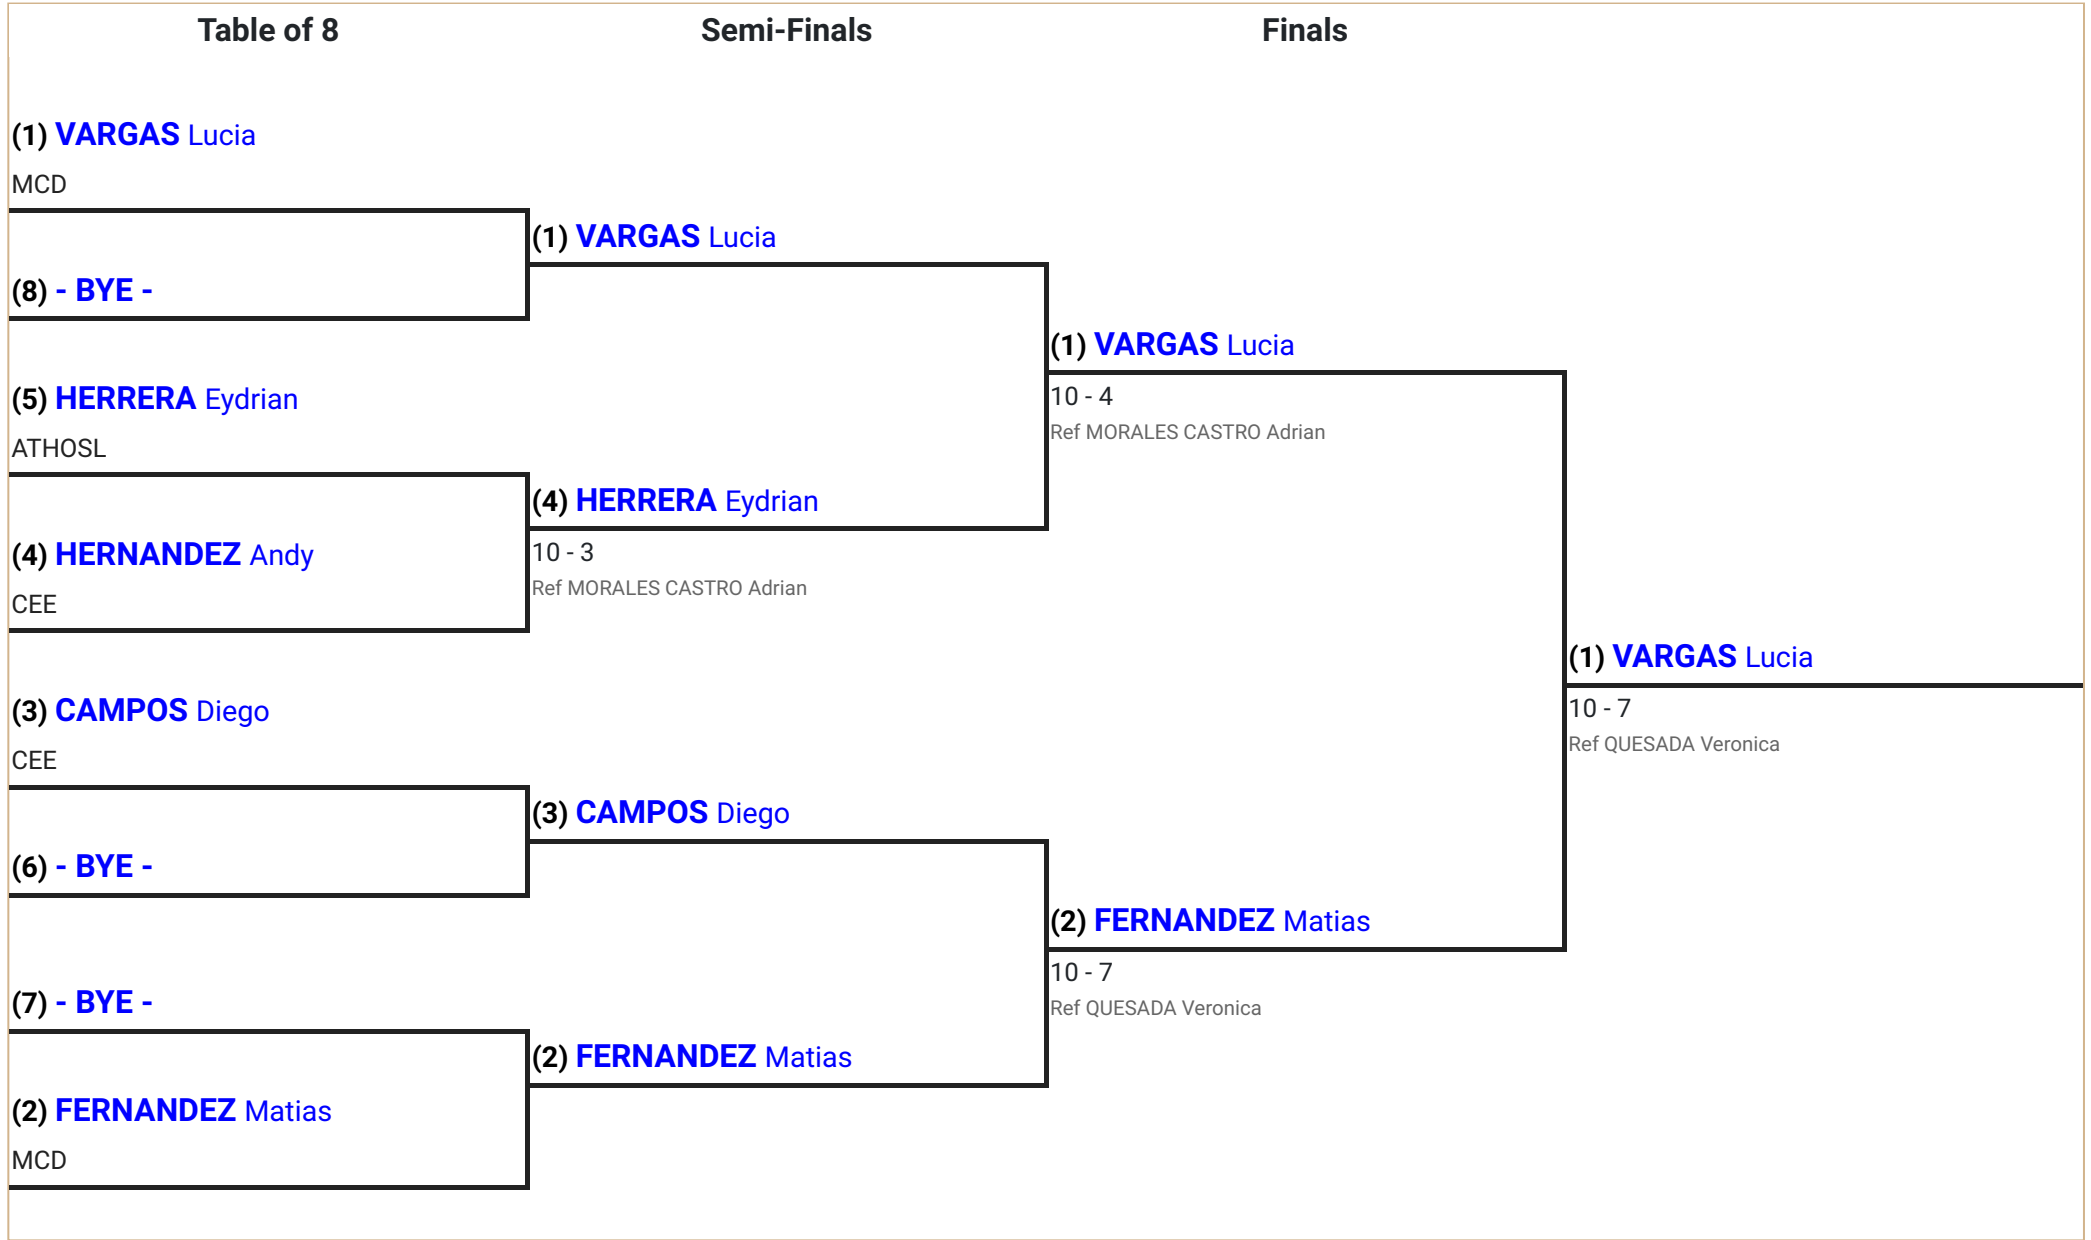 Table of 8
Semi-Finals
Finals
(1) VARGAS Lucia
MCD
(8) - BYE -
(5) HERRERA Eydrian
ATHOSL
(4) HERNANDEZ Andy
CEE
(3) CAMPOS Diego
CEE
(6) - BYE -
(7) - BYE -
(2) FERNANDEZ Matias
MCD
(1) VARGAS Lucia
(4) HERRERA Eydrian
10 - 3
Ref MORALES CASTRO Adrian
(3) CAMPOS Diego
(2) FERNANDEZ Matias
(1) VARGAS Lucia
10 - 4
Ref MORALES CASTRO Adrian
(2) FERNANDEZ Matias
10 - 7
Ref QUESADA Veronica
(1) VARGAS Lucia
10 - 7
Ref QUESADA Veronica